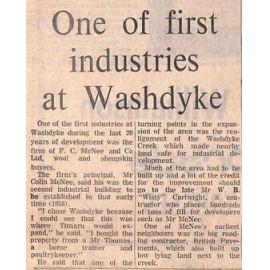 One of first
industries
at Washdyke
One of the first industries at
Washdyke during the last 20
years of development was the
firm of F. C. McNee and Co
Ltd, wool and sheepskin
buyers.
The firm's principal, Mr
Colin McNee, said his was the
second industrial building to
be established in that early
time (1956).
"I chose Washdyke because
I could see that this was
where Timaru would ex-
pand," he said. "I bought the
property from a Mr Thomas,
a horse trainer and
poultrykeeper."
He said that one of the
turning points in the expan-
sion of the area was the rea-
lignment of the Washdyke
Creek, which made nearby
land safe for industrial de-
velopment.
Much of the area had to be
built up and a lot of the credit
for the improvement should
go to the late Mr W. B.
"Witty" Cartwright, a con-
tractor who placed hundreds
of tons of fill for developers
such as Mr McNee.
One of McNee's earliest
neighbours was the big road-
ing contractor, British Pave-
ments, who also built up
low lying land next to the
creek.